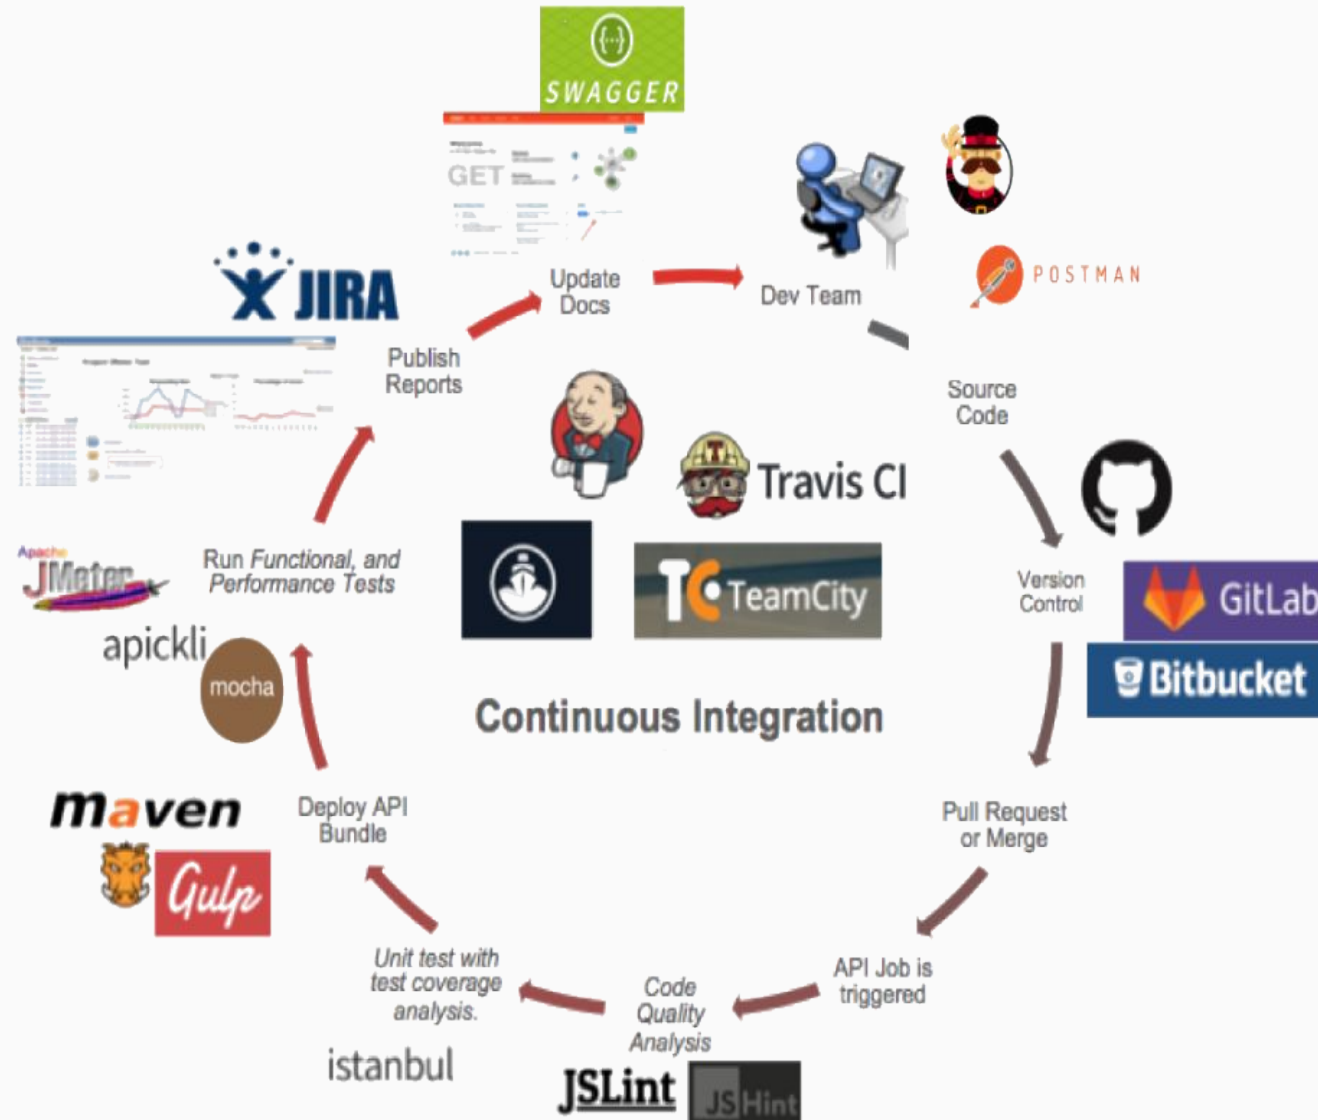 SWAGGER
GET
Update
Docs
Dev Team
POSTMAN
JIRA
Publish
Reports
Source
Code
Travis CI
TeamCity
Version
Control
GitLab
Bitbucket
Apache
JMeter
Run Functional, and
Performance Tests
apickli
mocha
Continuous Integration
maven
Gulp
Deploy API
Bundle
Pull Request
or Merge
Unit test with
test coverage
analysis.
istanbul
Code
Quality
Analysis
API Job is
triggered
JSLint
JS Hint